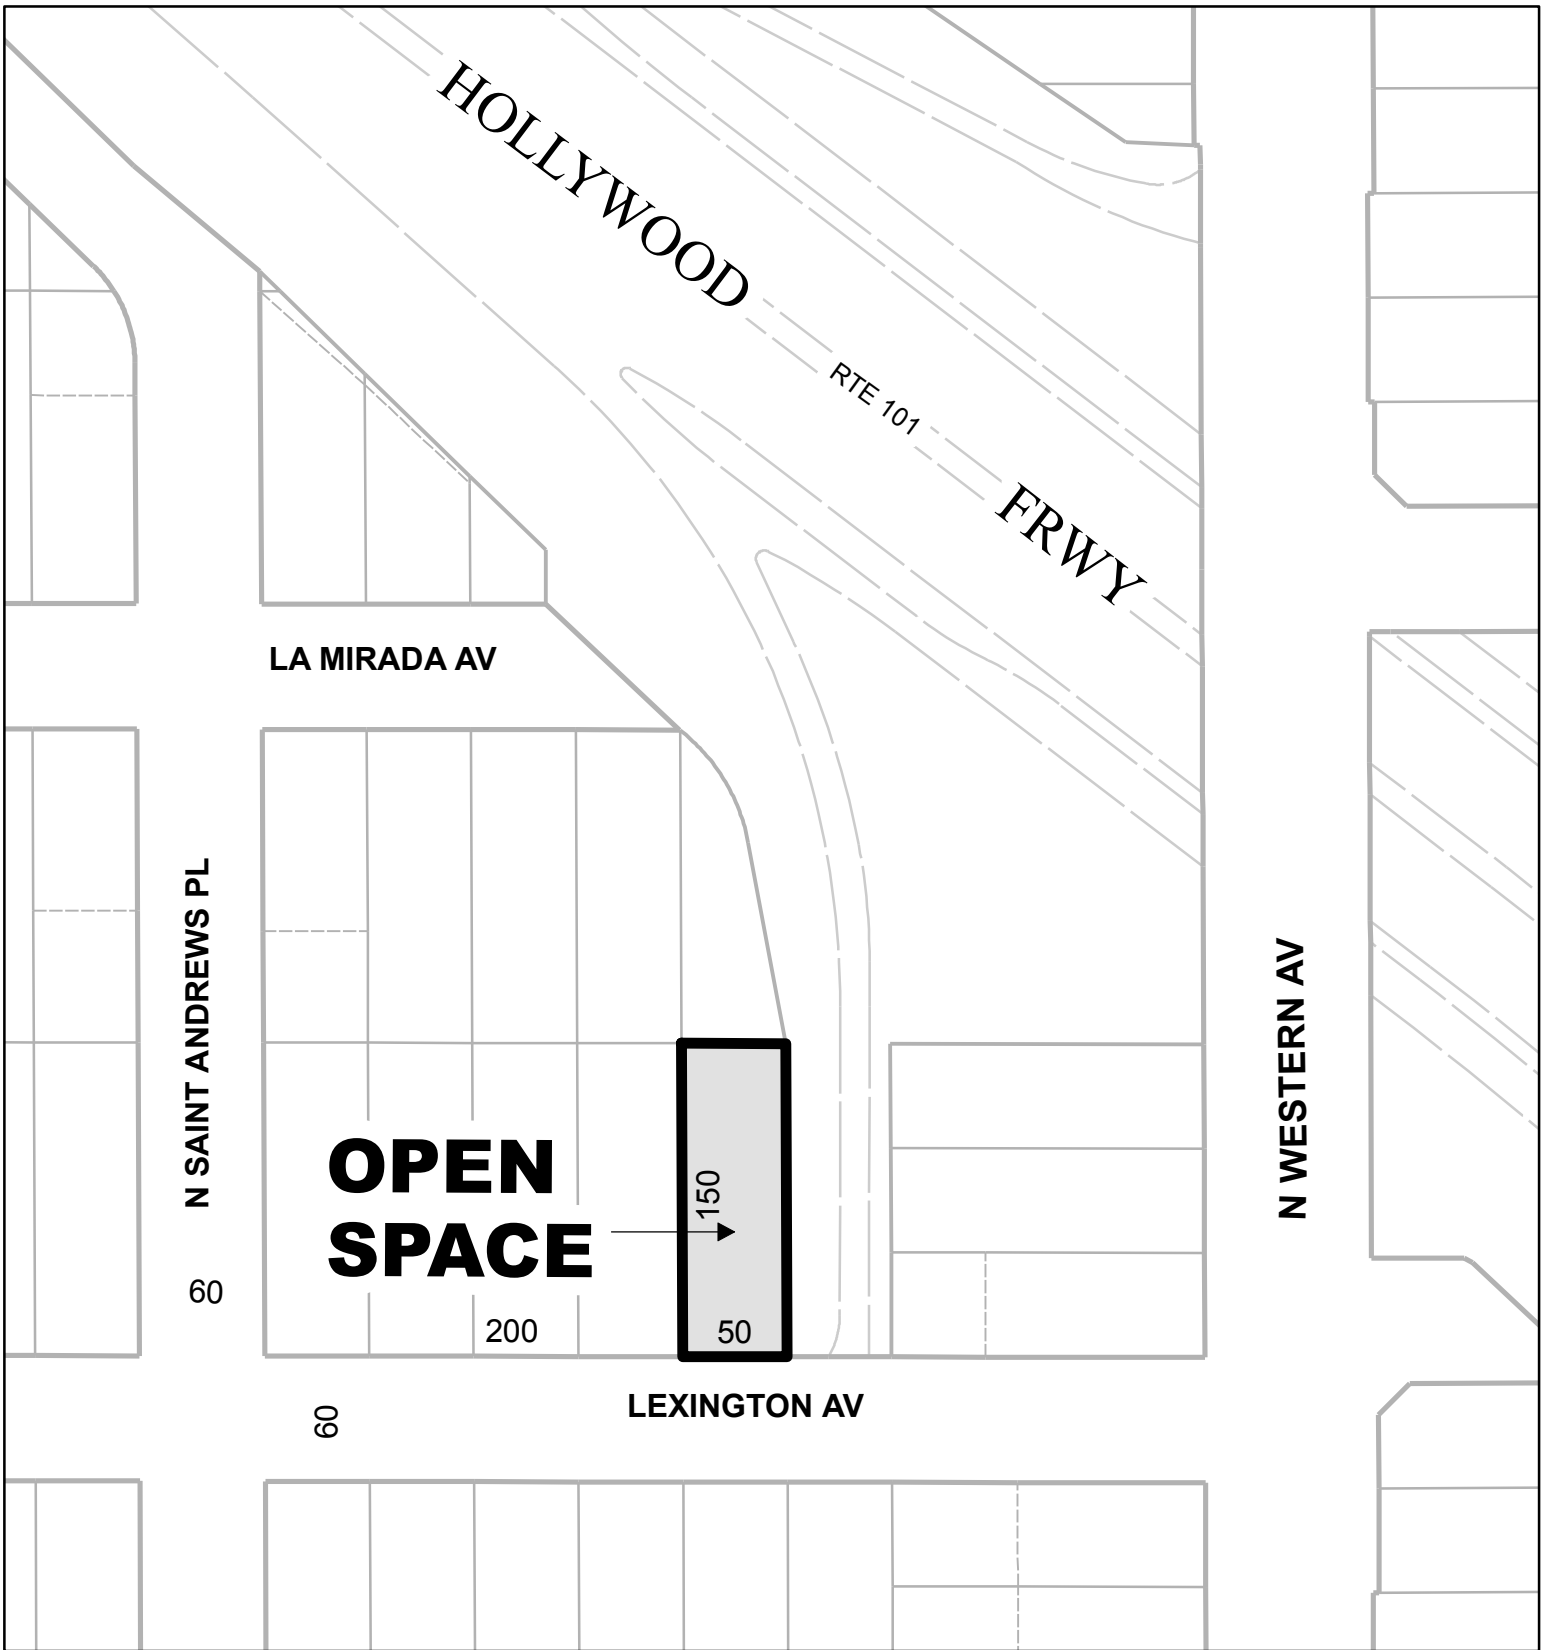 HOLLYWOOD
RTE 101
FRWY
LA MIRADA AV
N SAINT ANDREWS PL
N WESTERN AV
OPEN
SPACE
150
60
200
50
LEXINGTON AV
60